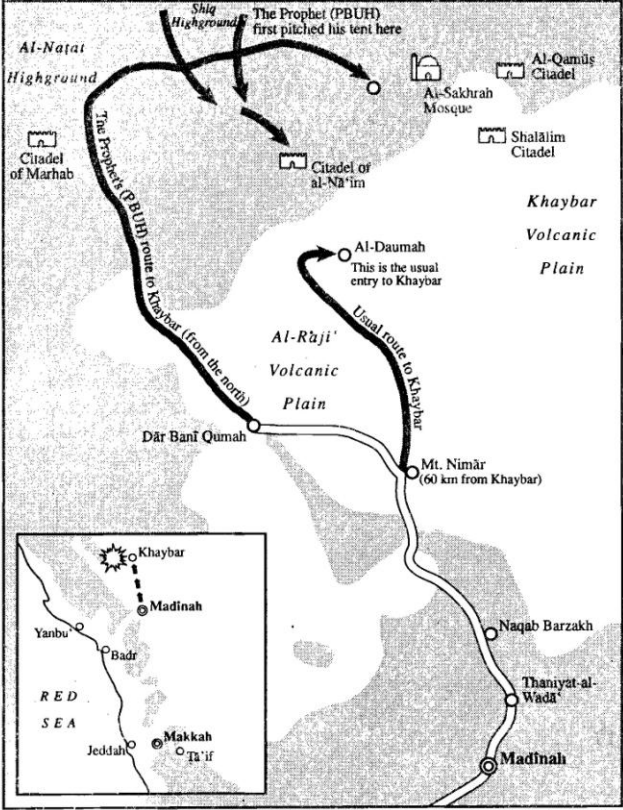 Shiq
Highground
The Prophet (PBUH)
first pitched his tent here
Al-Naṭaț
Highground
Al-Qamūṣ
Citadel
Al-Sakhrah
Mosque
Citadel
of Marhab
Shalālim
Citadel
Citadel of
al-Nā'im
The Prophet's (PBUH) route to Khaybar (from the north)
Khaybar
Volcanic
Plain
Al-Daumah
This is the usual
entry to Khaybar
Usual route to Khaybar
Al-Rāji'
Volcanic
Plain
Dār Banī Qumah
Mt. Nimār
(60 km from Khaybar)
Naqab Barzakh
Thaniyat-al-
Wadā'
Madīnah
Khaybar
Madīnah
Yanbu'
Badr
RED
SEA
Makkah
Jeddah
Tā'if